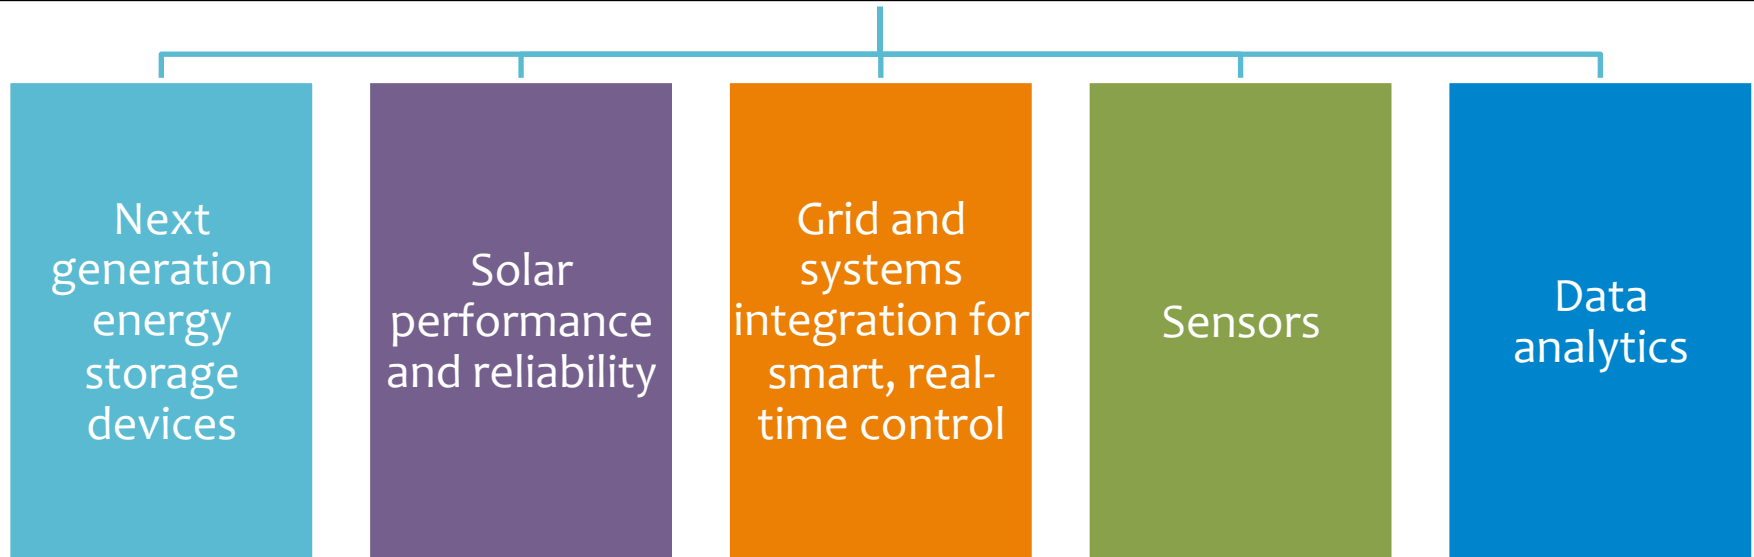 Next
generation
energy
storage
devices
Solar
performance
and reliability
Grid and
systems
integration for
smart, real-
time control
Sensors
Data
analytics